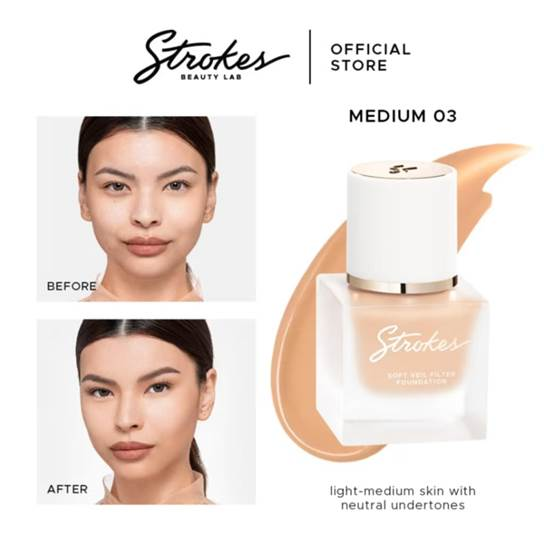 Strokes
BEAUTY LAB
OFFICIAL
STORE
MEDIUM 03
BEFORE
AFTER
Strokes
SOFT VEIL FILTER
FOUNDATION
light-medium skin with
neutral undertones